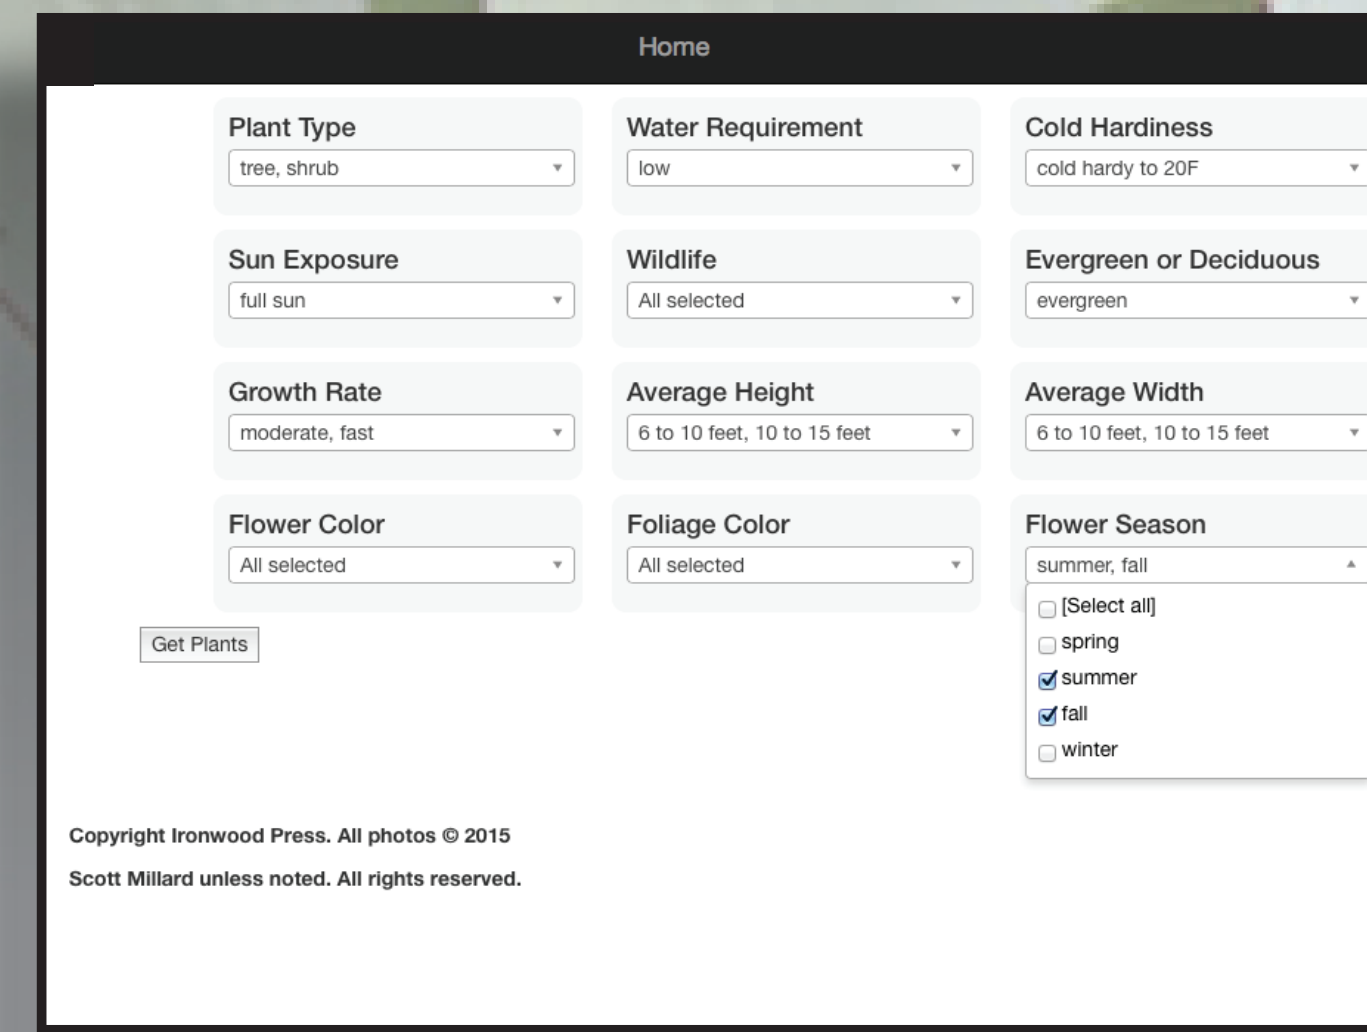 Home
Plant Type
tree, shrub
Water Requirement
low
Cold Hardiness
cold hardy to 20F
Sun Exposure
full sun
Wildlife
All selected
Evergreen or Deciduous
evergreen
Growth Rate
moderate, fast
Average Height
6 to 10 feet, 10 to 15 feet
Average Width
6 to 10 feet, 10 to 15 feet
Flower Color
All selected
Foliage Color
All selected
Flower Season
summer, fall
[Select all]
spring
summer
fall
winter
Get Plants
Copyright Ironwood Press. All photos © 2015
Scott Millard unless noted. All rights reserved.